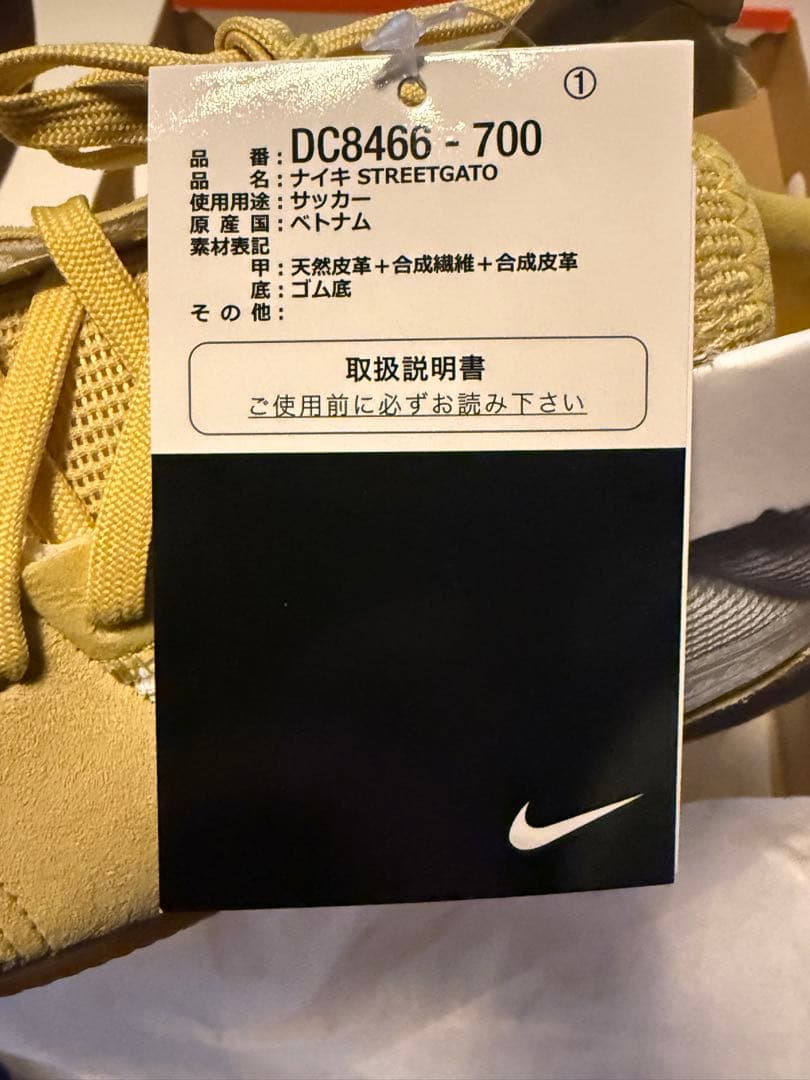 ①
品番：DC8466 - 700
品名：ナイキ STREETGATO
使用用途：サッカー
原産国：ベトナム
素材表記
甲：天然皮革＋合成繊維＋合成皮革
底：ゴム底
その他：
取扱説明書
ご使用前に必ずお読み下さい